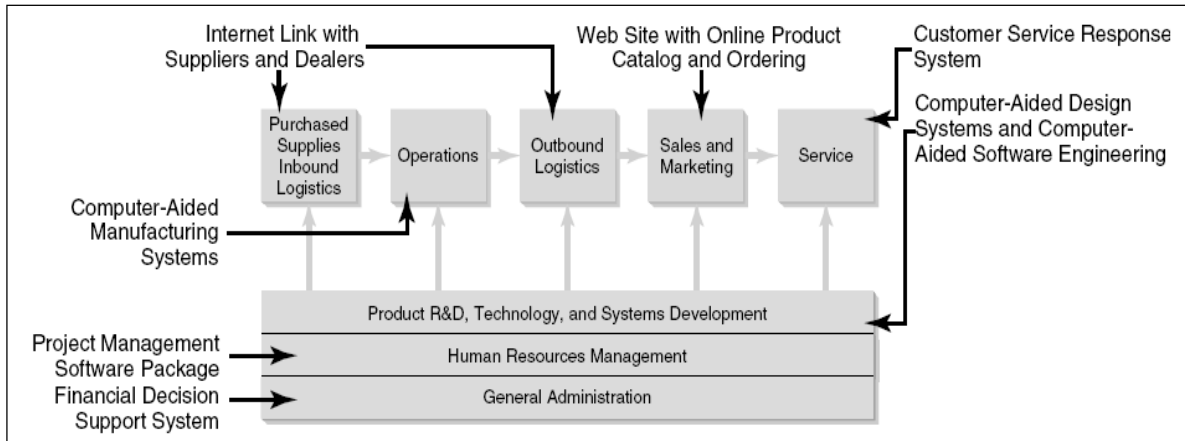 Internet Link with
Suppliers and Dealers
Web Site with Online Product
Catalog and Ordering
Customer Service Response
System
Computer-Aided Design
Systems and Computer-
Aided Software Engineering
Purchased
Supplies
Inbound
Logistics
Operations
Outbound
Logistics
Sales and
Marketing
Service
Computer-Aided
Manufacturing
Systems
Product R&D, Technology, and Systems Development
Project Management
Software Package
Human Resources Management
Financial Decision
Support System
General Administration